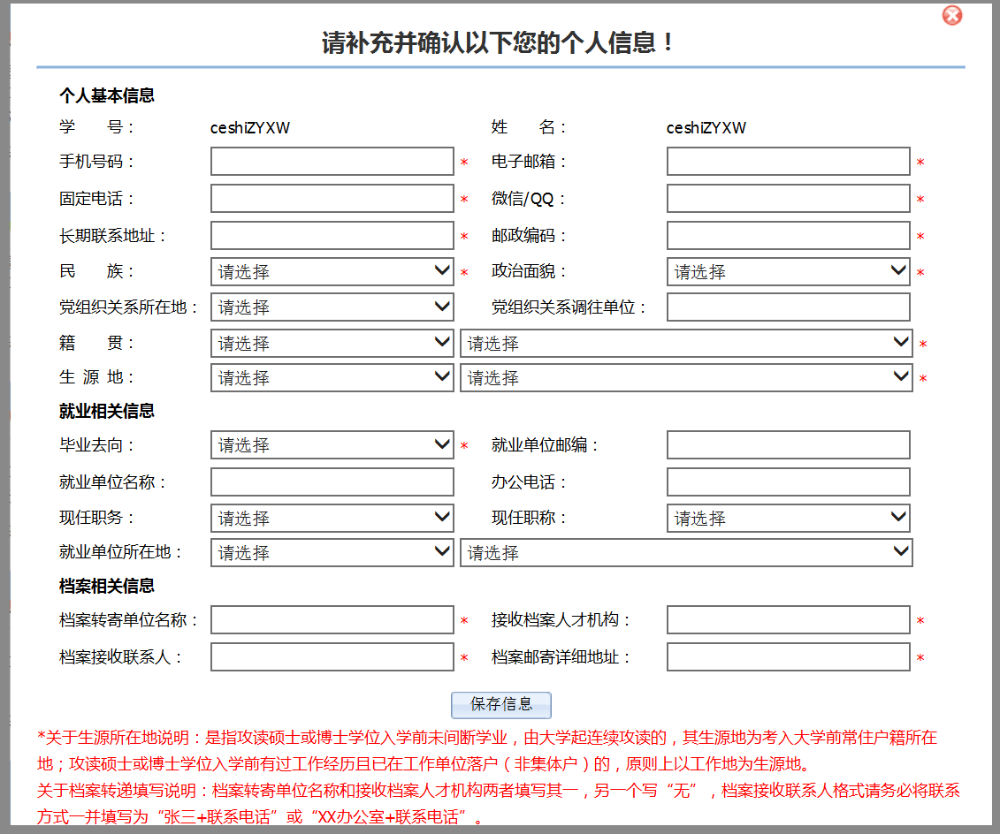 请补充并确认以下您的个人信息！
个人基本信息
学 号： ceshiZYXW 姓 名： ceshiZYXW
手机号码： * 电子邮箱： *
固定电话： * 微信/QQ： *
长期联系地址： * 邮政编码： *
民 族： 请选择 * 政治面貌： 请选择 *
党组织关系所在地： 请选择 党组织关系调往单位：
籍 贯： 请选择 请选择 *
生 源 地： 请选择 请选择 *
就业相关信息
毕业去向： 请选择 * 就业单位邮编：
就业单位名称： 办公电话：
现任职务： 请选择 现任职称： 请选择
就业单位所在地： 请选择 请选择
档案相关信息
档案转寄单位名称： * 接收档案人才机构： *
档案接收联系人： * 档案邮寄详细地址： *
保存信息
*关于生源所在地说明：是指攻读硕士或博士学位入学前未间断学业，由大学起连续攻读的，其生源地为考入大学前常住户籍所在
地；攻读硕士或博士学位入学前有过工作经历且已在工作单位落户（非集体户）的，原则上以工作地为生源地。
关于档案转递填写说明：档案转寄单位名称和接收档案人才机构两者填写其一，另一个写“无”，档案接收联系人格式请务必将联系
方式一并填写为“张三+联系电话”或“XX办公室+联系电话”。